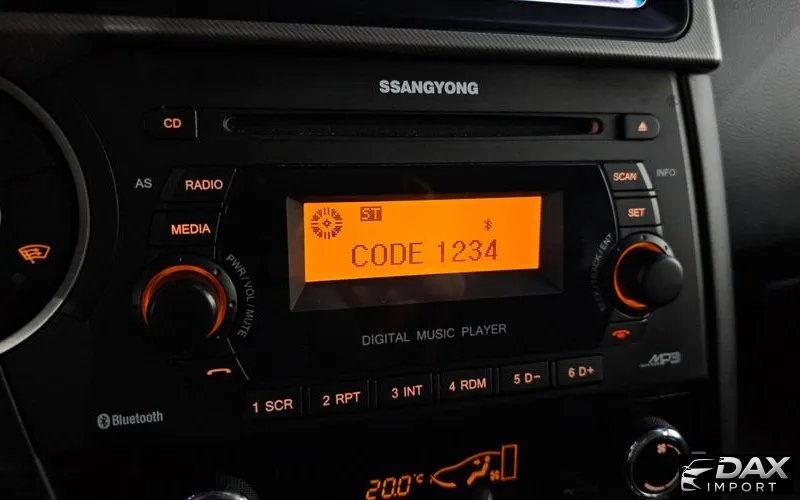 SSANGYONG
CD
AS
RADIO
SCAN
INFO
MEDIA
SET
ST
CODE 1234
PWR / VOL / MUTE
DIGITAL MUSIC PLAYER
MP3
Bluetooth
1 SCR
2 RPT
3 INT
4 RDM
5 D-
6 D+
20.0°C
DAX
IMPORT